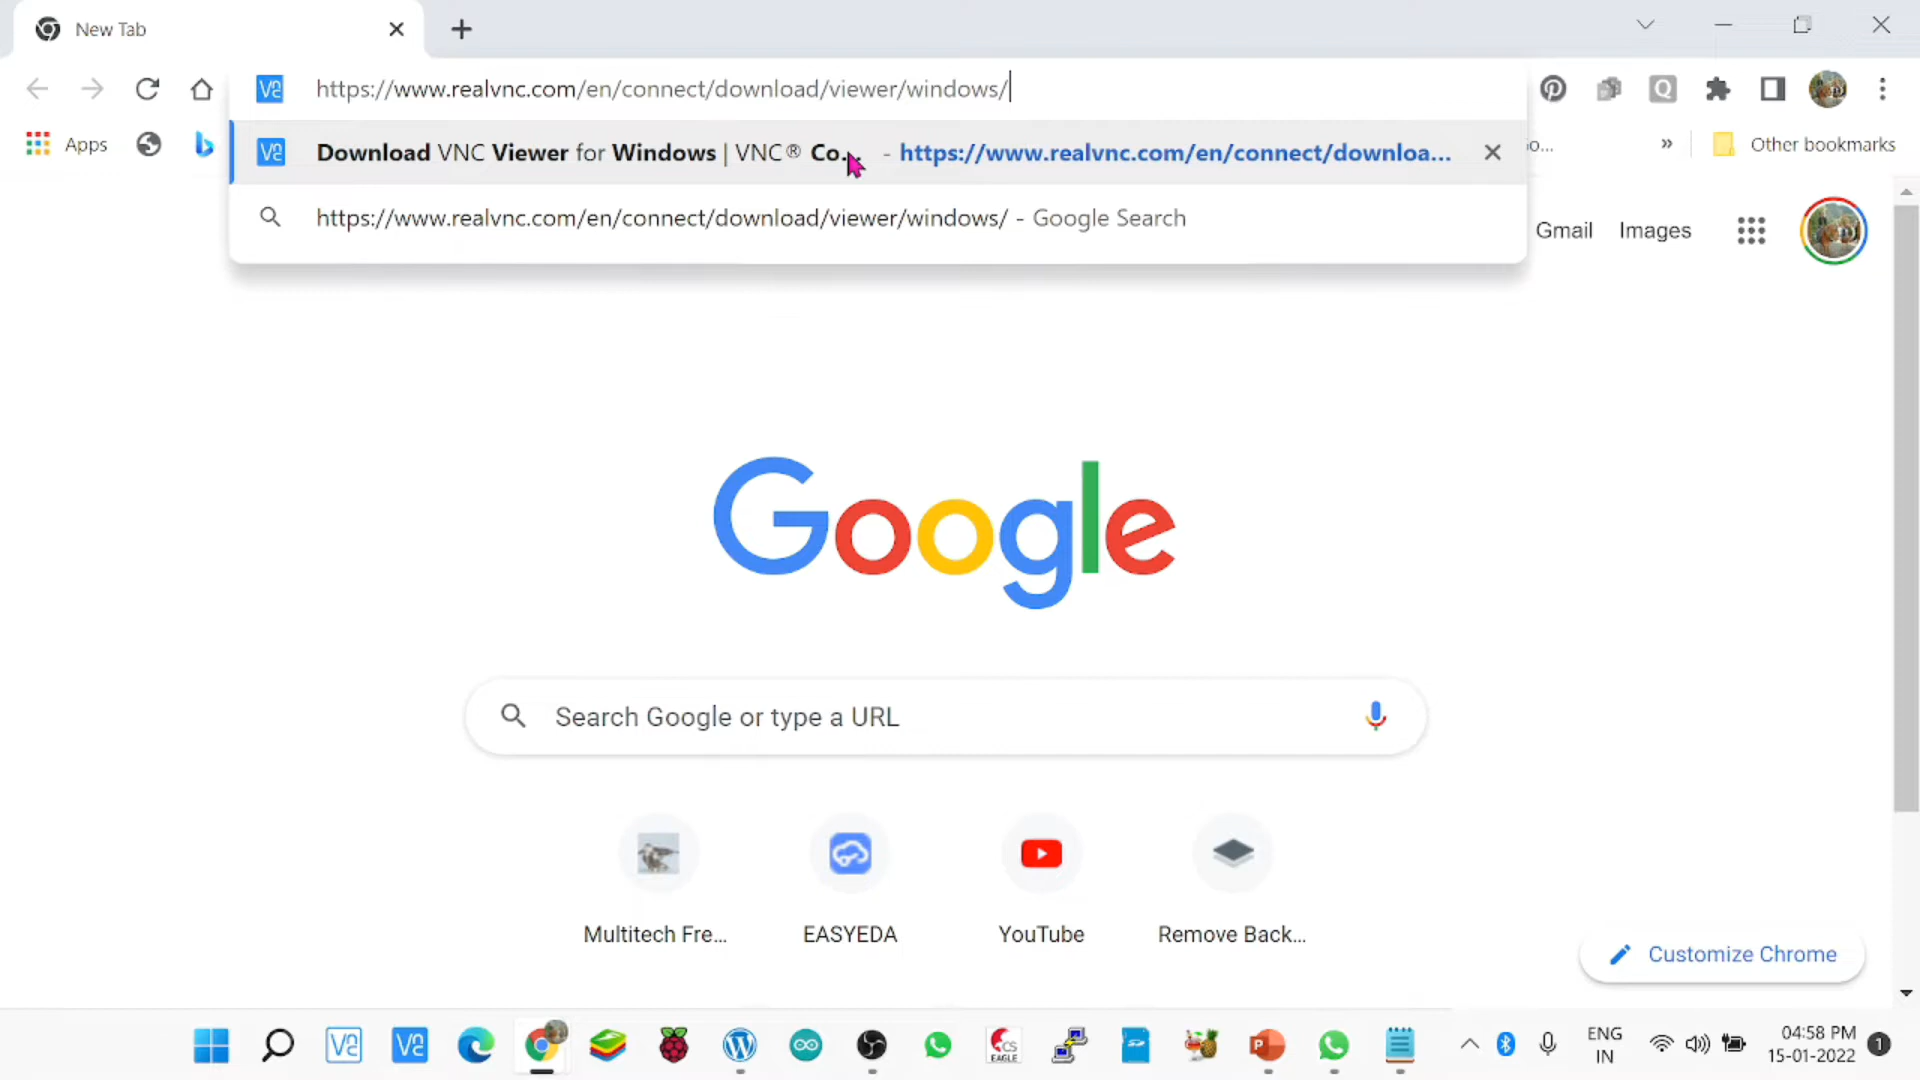 New Tab
https://www.realvnc.com/en/connect/download/viewer/windows/
Apps
Download VNC Viewer for Windows | VNC® Co... - https://www.realvnc.com/en/connect/downloa...
o...
»
Other bookmarks
https://www.realvnc.com/en/connect/download/viewer/windows/ - Google Search
Gmail
Images
Google
Search Google or type a URL
Multitech Fre...
EASYEDA
YouTube
Remove Back...
Customize Chrome
CS
EAGLE
ENG
IN
04:58 PM
15-01-2022
1